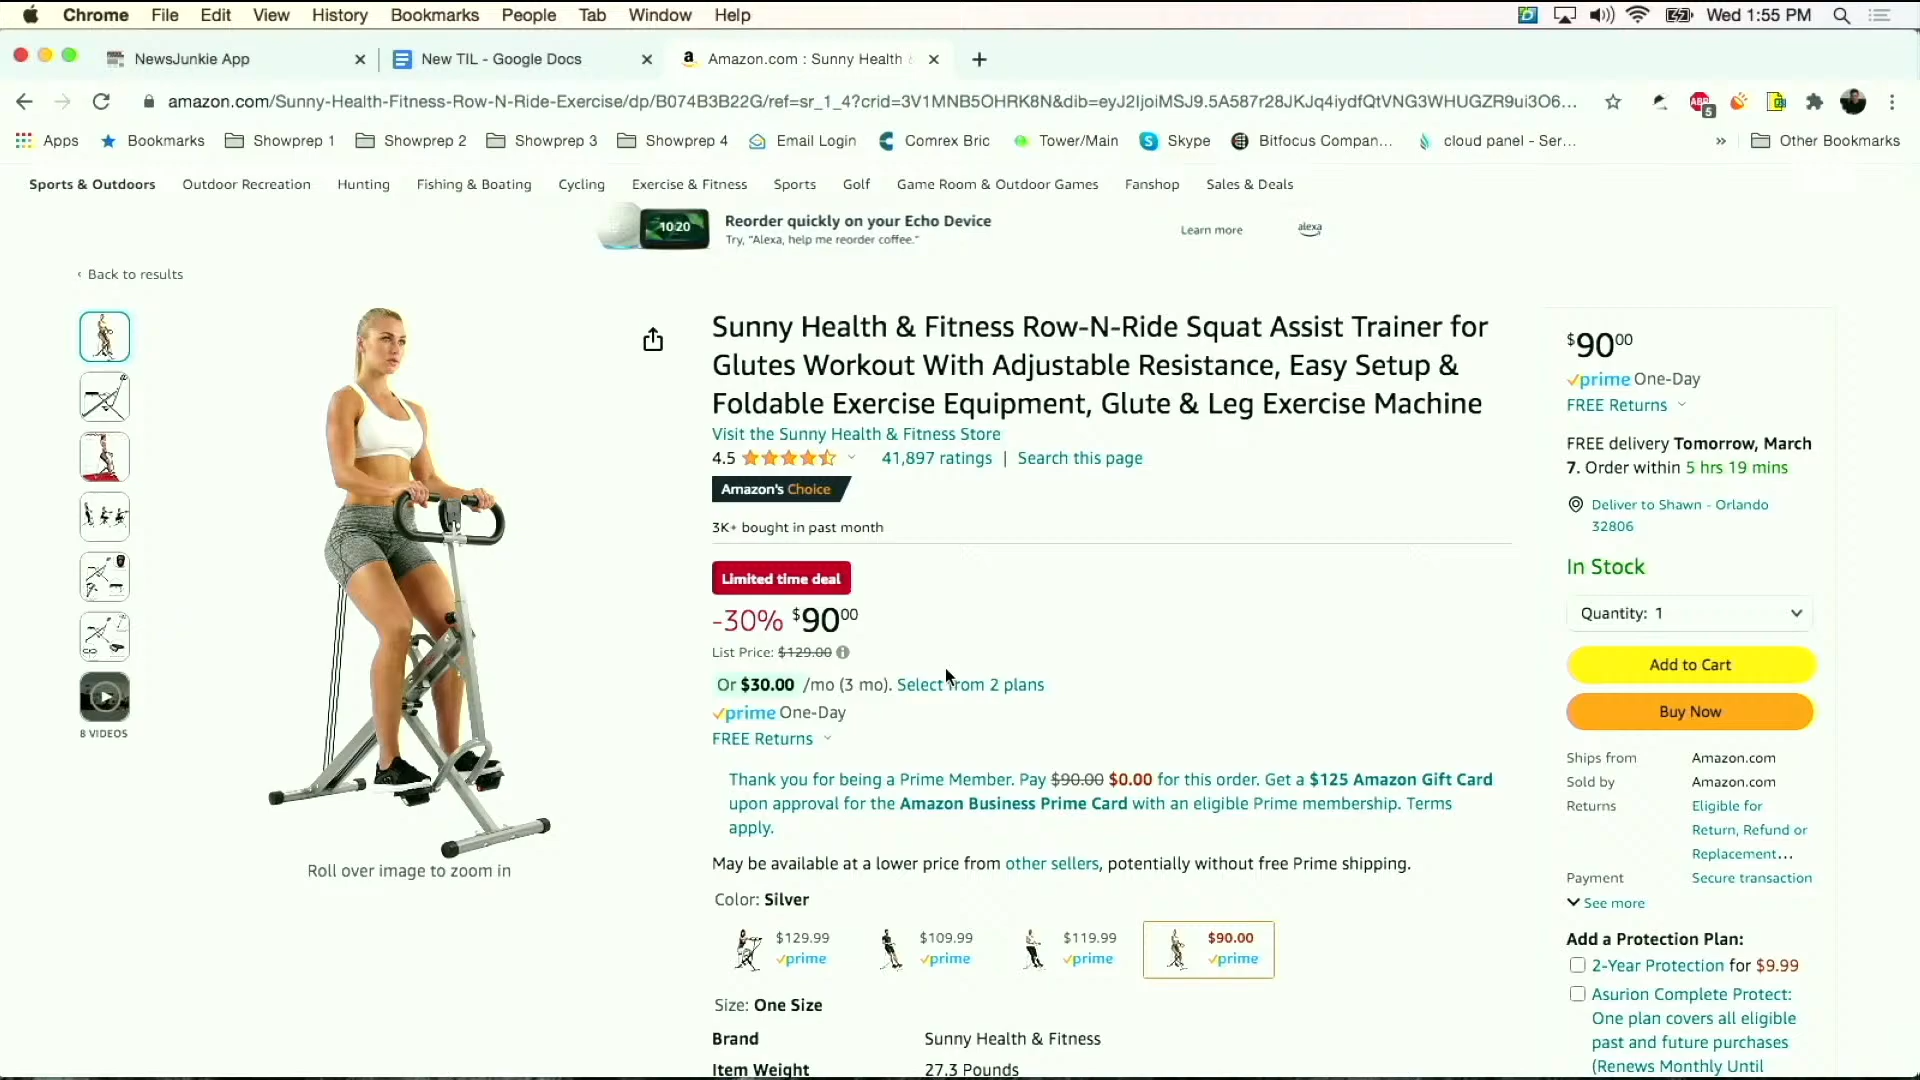 Chrome File Edit View History Bookmarks People Tab Window Help Wed 1:55 PM
NewsJunkie App New TIL - Google Docs Amazon.com : Sunny Health
amazon.com/Sunny-Health-Fitness-Row-N-Ride-Exercise/dp/B074B3B22G/ref=sr_1_4?crid=3V1MNB5OHRK8N&dib=eyJ2IjoiMSJ9.5A587r28JKJq4iydfQtVNG3WHUGZR9ui3O6... ABP 5
Apps Bookmarks Showprep 1 Showprep 2 Showprep 3 Showprep 4 Email Login Comrex Bric Tower/Main Skype Bitfocus Compan... cloud panel - Ser... » Other Bookmarks
Sports & Outdoors Outdoor Recreation Hunting Fishing & Boating Cycling Exercise & Fitness Sports Golf Game Room & Outdoor Games Fanshop Sales & Deals
10:20
Reorder quickly on your Echo Device
Try, "Alexa, help me reorder coffee."
Learn more
alexa
‹ Back to results
8 VIDEOS
Roll over image to zoom in
Sunny Health & Fitness Row-N-Ride Squat Assist Trainer for
Glutes Workout With Adjustable Resistance, Easy Setup &
Foldable Exercise Equipment, Glute & Leg Exercise Machine
Visit the Sunny Health & Fitness Store
4.5 41,897 ratings | Search this page
Amazon's Choice
3K+ bought in past month
Limited time deal
-30% $90 00
List Price: $129.00
Or $30.00 /mo (3 mo). Select from 2 plans
prime One-Day
FREE Returns
Thank you for being a Prime Member. Pay $90.00 $0.00 for this order. Get a $125 Amazon Gift Card
upon approval for the Amazon Business Prime Card with an eligible Prime membership. Terms
apply.
May be available at a lower price from other sellers, potentially without free Prime shipping.
Color: Silver
$129.99 $109.99 $119.99 $90.00
prime prime prime prime
Size: One Size
Brand Sunny Health & Fitness
Item Weight 27.3 Pounds
$90 00
prime One-Day
FREE Returns
FREE delivery Tomorrow, March
7. Order within 5 hrs 19 mins
Deliver to Shawn - Orlando
32806
In Stock
Quantity: 1
Add to Cart
Buy Now
Ships from Amazon.com
Sold by Amazon.com
Returns Eligible for
Return, Refund or
Replacement...
Payment Secure transaction
See more
Add a Protection Plan:
2-Year Protection for $9.99
Asurion Complete Protect:
One plan covers all eligible
past and future purchases
(Renews Monthly Until